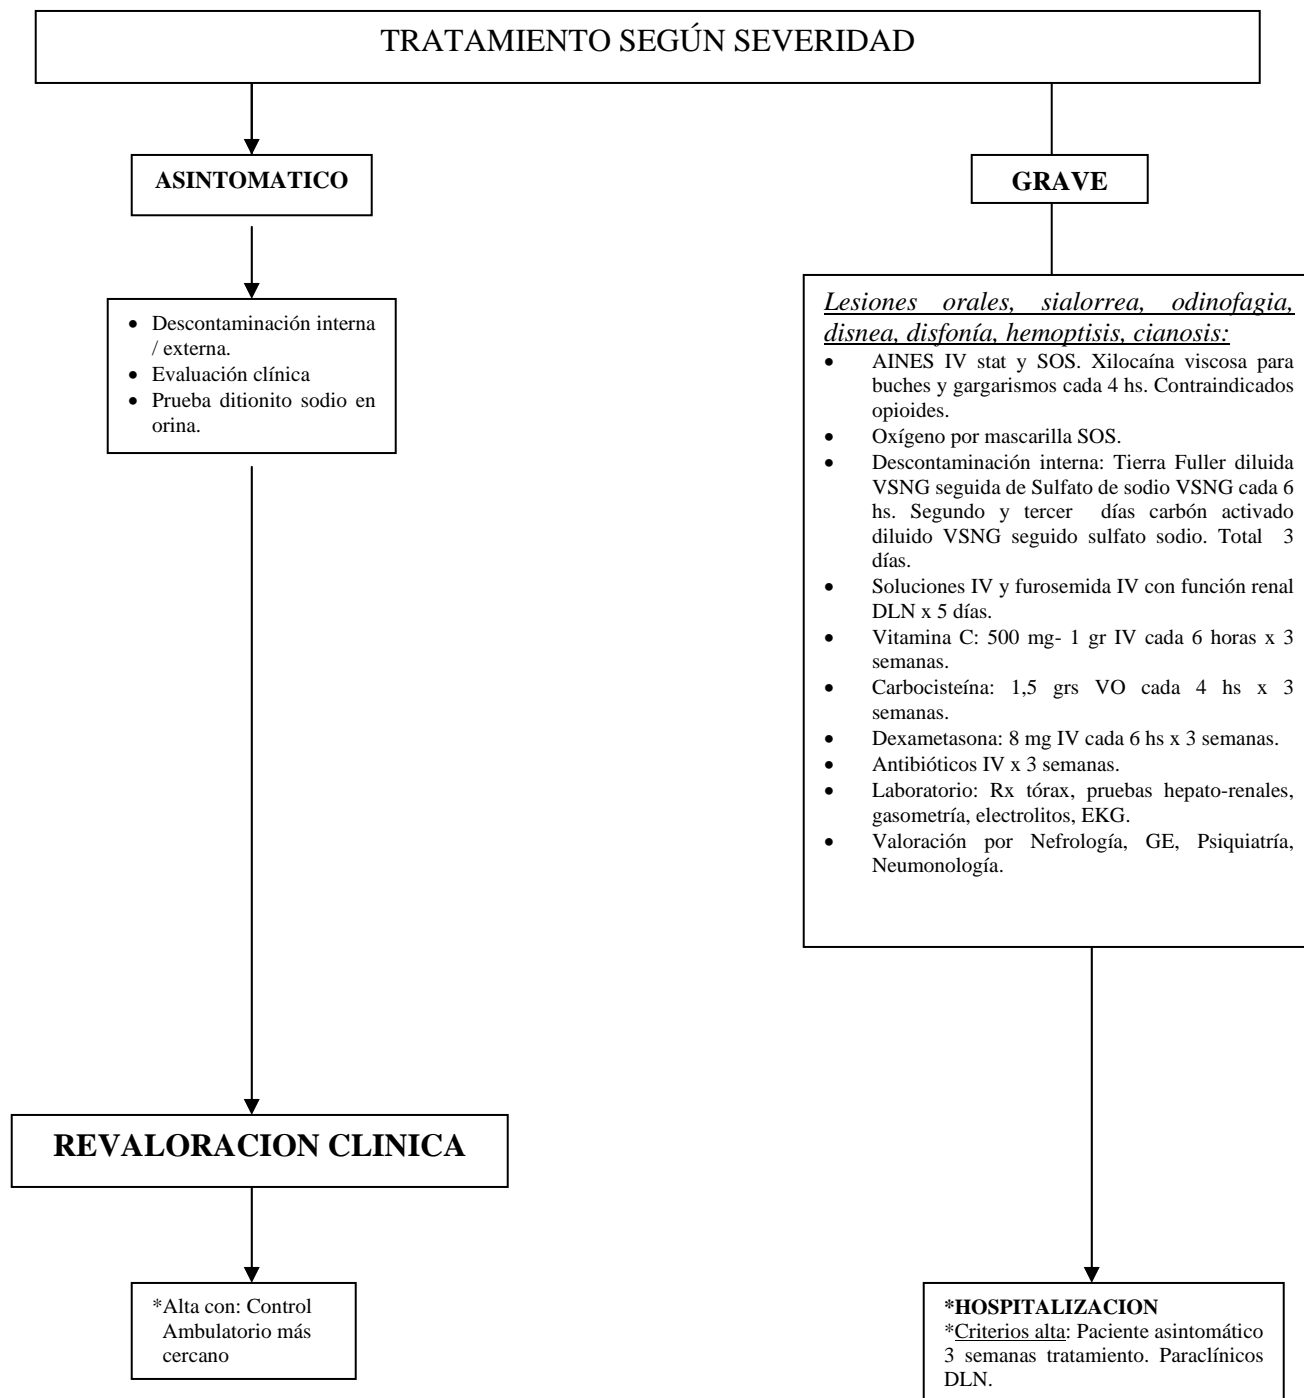 TRATAMIENTO SEGÚN SEVERIDAD
ASINTOMATICO
• Descontaminación interna
/ externa.
• Evaluación clínica
• Prueba ditionito sodio en
orina.
REVALORACION CLINICA
*Alta con: Control
Ambulatorio más
cercano
GRAVE
Lesiones orales, sialorrea, odinofagia,
disnea, disfonía, hemoptisis, cianosis:
• AINES IV stat y SOS. Xilocaína viscosa para
buches y gargarismos cada 4 hs. Contraindicados
opioides.
• Oxígeno por mascarilla SOS.
• Descontaminación interna: Tierra Fuller diluida
VSNG seguida de Sulfato de sodio VSNG cada 6
hs. Segundo y tercer días carbón activado
diluido VSNG seguido sulfato sodio. Total 3
días.
• Soluciones IV y furosemida IV con función renal
DLN x 5 días.
• Vitamina C: 500 mg- 1 gr IV cada 6 horas x 3
semanas.
• Carbocisteína: 1,5 grs VO cada 4 hs x 3
semanas.
• Dexametasona: 8 mg IV cada 6 hs x 3 semanas.
• Antibióticos IV x 3 semanas.
• Laboratorio: Rx tórax, pruebas hepato-renales,
gasometría, electrolitos, EKG.
• Valoración por Nefrología, GE, Psiquiatría,
Neumonología.
*HOSPITALIZACION
*Criterios alta: Paciente asintomático
3 semanas tratamiento. Paraclínicos
DLN.